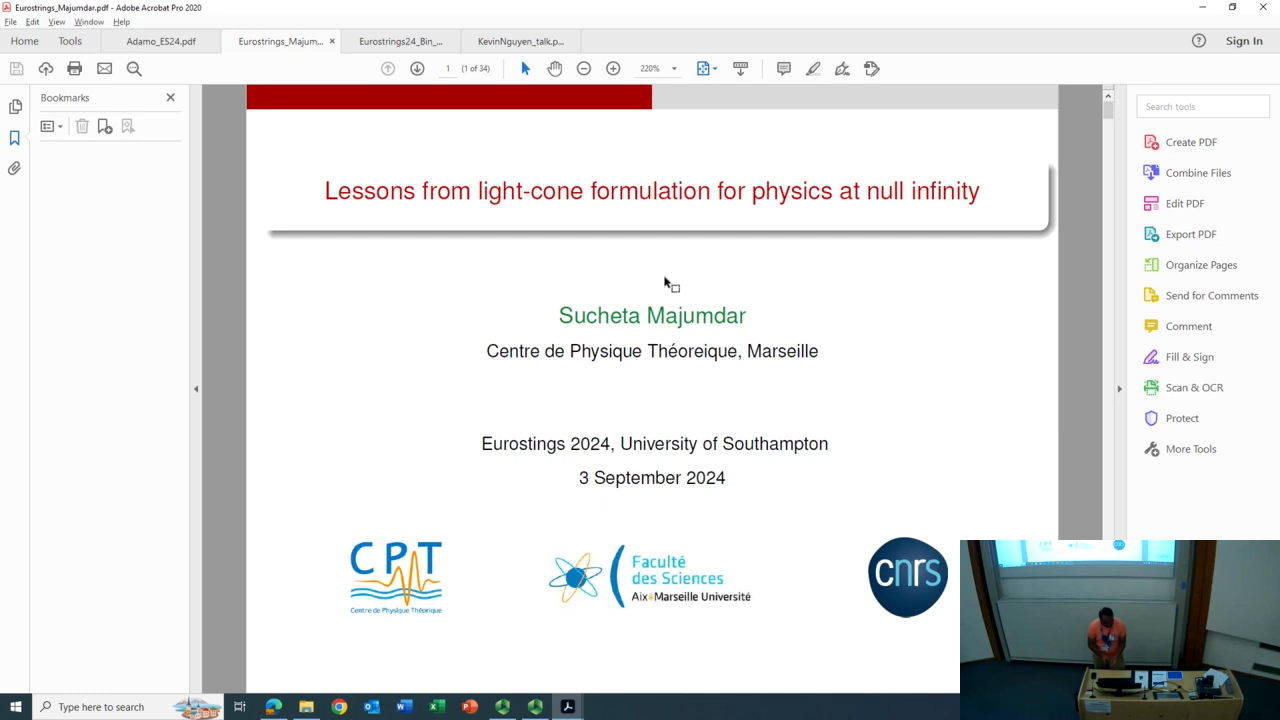 Eurostrings_Majumdar.pdf - Adobe Acrobat Pro 2020
File Edit View Window Help
Home Tools Adamo_ES24.pdf Eurostrings_Majum... Eurostrings24_Bin_... KevinNguyen_talk.p... Sign In
1 (1 of 34) 220%
Bookmarks
Search tools
Create PDF
Combine Files
Edit PDF
Export PDF
Organize Pages
Send for Comments
Comment
Fill & Sign
Scan & OCR
Protect
More Tools
Lessons from light-cone formulation for physics at null infinity
Sucheta Majumdar
Centre de Physique Théoreique, Marseille
Eurostings 2024, University of Southampton
3 September 2024
CPT
Centre de Physique Théorique
Faculté
des Sciences
Aix+Marseille Université
cnrs
Type here to search